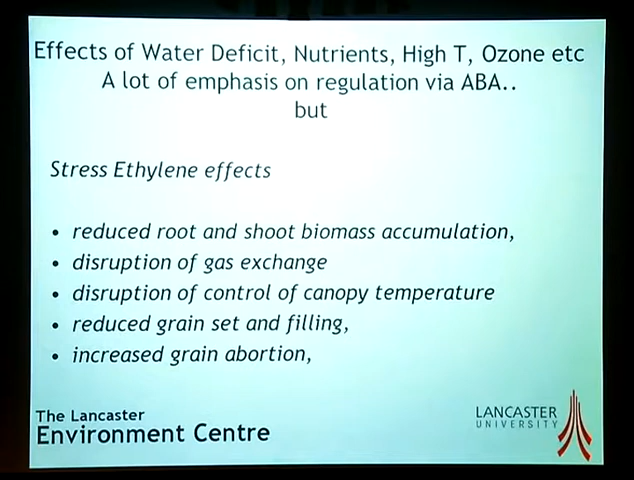 Effects of Water Deficit, Nutrients, High T, Ozone etc
A lot of emphasis on regulation via ABA..
but
Stress Ethylene effects
• reduced root and shoot biomass accumulation,
• disruption of gas exchange
• disruption of control of canopy temperature
• reduced grain set and filling,
• increased grain abortion,
The Lancaster
Environment Centre
LANCASTER
UNIVERSITY